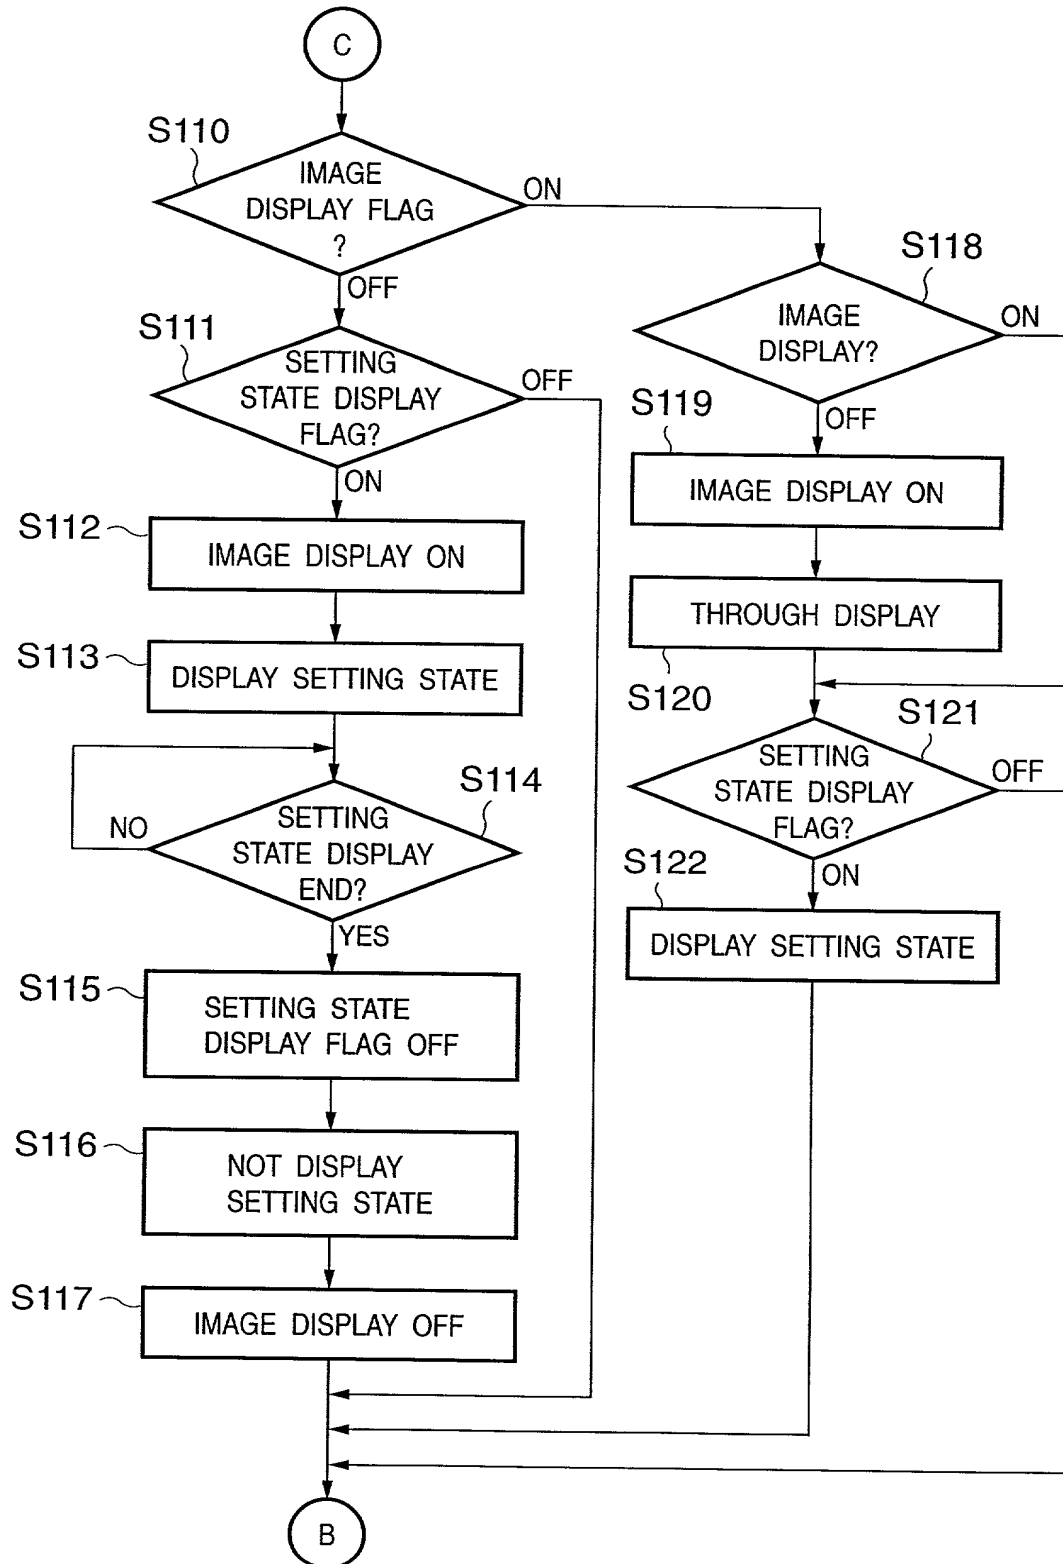 C
S110
IMAGE
DISPLAY FLAG
?
ON
OFF
S111
SETTING
STATE DISPLAY
FLAG?
OFF
ON
S112
IMAGE DISPLAY ON
S113
DISPLAY SETTING STATE
S114
SETTING
STATE DISPLAY
END?
NO
YES
S115
SETTING STATE
DISPLAY FLAG OFF
S116
NOT DISPLAY
SETTING STATE
S117
IMAGE DISPLAY OFF
B
S118
IMAGE
DISPLAY?
ON
OFF
S119
IMAGE DISPLAY ON
THROUGH DISPLAY
S120
S121
SETTING
STATE DISPLAY
FLAG?
OFF
ON
S122
DISPLAY SETTING STATE